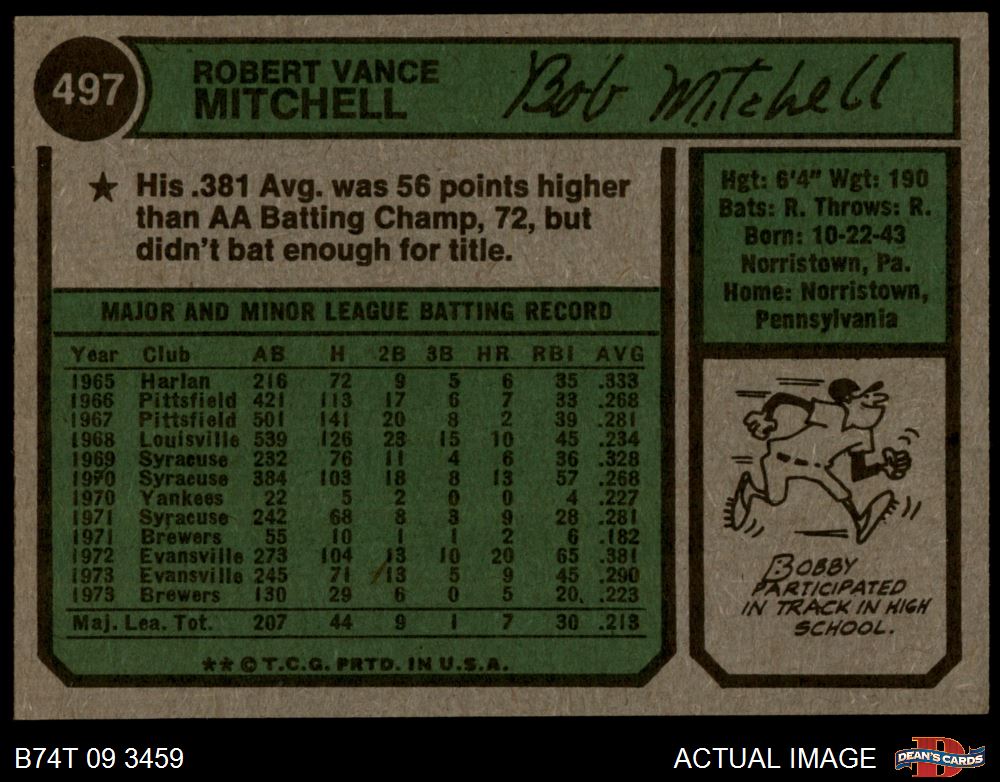 497
ROBERT VANCE
MITCHELL
Bob Mitchell
★ His .381 Avg. was 56 points higher
than AA Batting Champ, 72, but
didn't bat enough for title.
MAJOR AND MINOR LEAGUE BATTING RECORD
Year Club AB H 2B 3B HR RBI AVG
1965 Harlan 216 72 9 5 6 35 .333
1966 Pittsfield 421 113 17 6 7 33 .268
1967 Pittsfield 501 141 20 8 2 39 .281
1968 Louisville 539 126 23 15 10 45 .234
1969 Syracuse 232 76 11 4 6 36 .328
1970 Syracuse 384 103 18 8 13 57 .268
1970 Yankees 22 5 2 0 0 4 .227
1971 Syracuse 242 68 8 3 9 28 .281
1971 Brewers 55 10 1 1 2 6 .182
1972 Evansville 273 104 13 10 20 65 .381
1973 Evansville 245 71 13 5 9 45 .290
1973 Brewers 130 29 6 0 5 20 .223
Maj. Lea. Tot. 207 44 9 1 7 30 .213
★★ © T.C.G. PRTD. IN U.S.A.
Hgt: 6'4" Wgt: 190
Bats: R. Throws: R.
Born: 10-22-43
Norristown, Pa.
Home: Norristown,
Pennsylvania
BOBBY
PARTICIPATED
IN TRACK IN HIGH
SCHOOL.
B74T 09 3459
ACTUAL IMAGE
D
DEAN'S CARDS